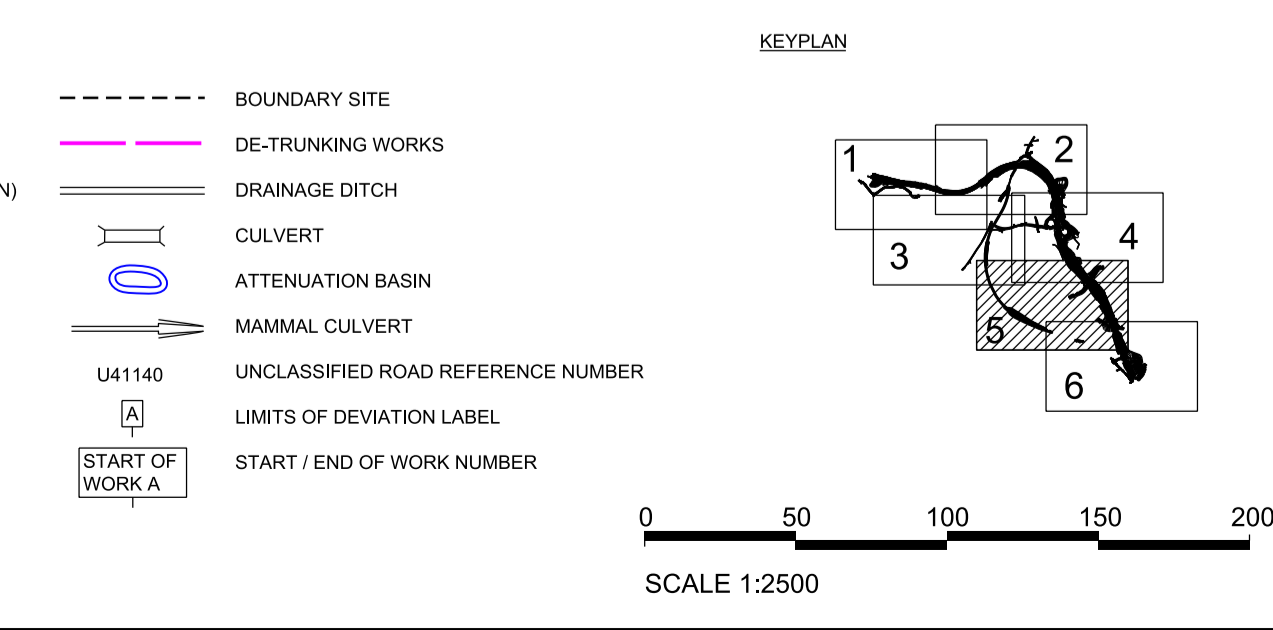 KEYPLAN
BOUNDARY SITE
DE-TRUNKING WORKS
N)
DRAINAGE DITCH
CULVERT
ATTENUATION BASIN
MAMMAL CULVERT
U41140
UNCLASSIFIED ROAD REFERENCE NUMBER
A
LIMITS OF DEVIATION LABEL
START OF
WORK A
START / END OF WORK NUMBER
1
2
3
4
5
6
0 50 100 150 200
SCALE 1:2500